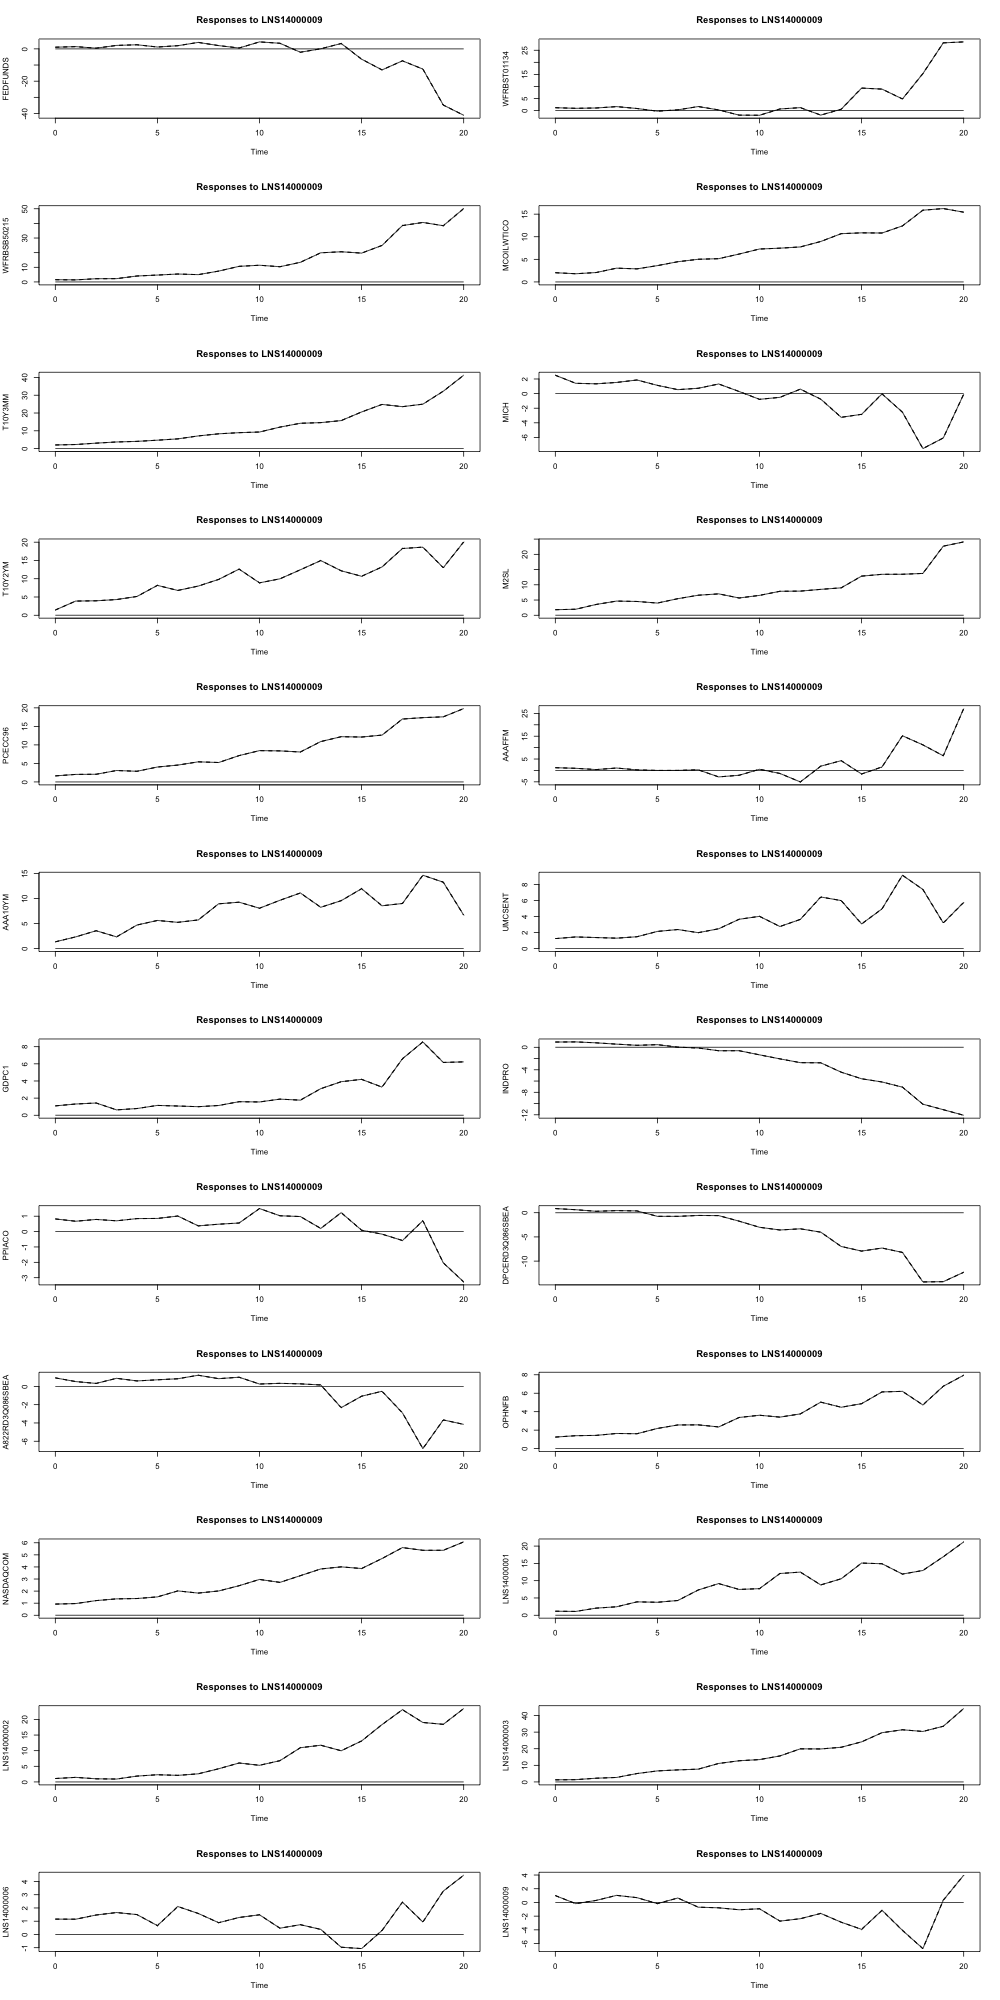 Responses to LNS14000009
FEDFUNDS
0
-20
-40
0 5 10 15 20
Time
Responses to LNS14000009
WFRBST01134
25
15
5
0
0 5 10 15 20
Time
Responses to LNS14000009
WFRBSB50215
50
30
10
0
0 5 10 15 20
Time
Responses to LNS14000009
MCOILWTICO
15
10
5
0
0 5 10 15 20
Time
Responses to LNS14000009
T10Y3MM
40
30
20
10
0
0 5 10 15 20
Time
Responses to LNS14000009
MICH
2
0
-2
-4
-6
0 5 10 15 20
Time
Responses to LNS14000009
T10Y2YM
20
15
10
5
0
0 5 10 15 20
Time
Responses to LNS14000009
M2SL
20
10
5
0
0 5 10 15 20
Time
Responses to LNS14000009
PCECC96
20
15
10
5
0
0 5 10 15 20
Time
Responses to LNS14000009
AAAFFM
25
15
5
-5
0 5 10 15 20
Time
Responses to LNS14000009
AAA10YM
15
10
5
0
0 5 10 15 20
Time
Responses to LNS14000009
UMCSENT
8
6
4
2
0
0 5 10 15 20
Time
Responses to LNS14000009
GDPC1
8
6
4
2
0
0 5 10 15 20
Time
Responses to LNS14000009
INDPRO
0
-4
-8
-12
0 5 10 15 20
Time
Responses to LNS14000009
PPIACO
1
0
-1
-2
-3
0 5 10 15 20
Time
Responses to LNS14000009
DPCERD3Q086SBEA
0
-5
-10
0 5 10 15 20
Time
Responses to LNS14000009
A822RD3Q086SBEA
0
-2
-4
-6
0 5 10 15 20
Time
Responses to LNS14000009
OPHNFB
8
6
4
2
0
0 5 10 15 20
Time
Responses to LNS14000009
NASDAQCOM
6
5
4
3
2
1
0
0 5 10 15 20
Time
Responses to LNS14000009
LNS14000001
20
15
10
5
0
0 5 10 15 20
Time
Responses to LNS14000009
LNS14000002
20
15
10
5
0
0 5 10 15 20
Time
Responses to LNS14000009
LNS14000003
40
30
20
10
0
0 5 10 15 20
Time
Responses to LNS14000009
LNS14000006
4
3
2
1
0
-1
0 5 10 15 20
Time
Responses to LNS14000009
LNS14000009
4
2
0
-2
-4
-6
0 5 10 15 20
Time